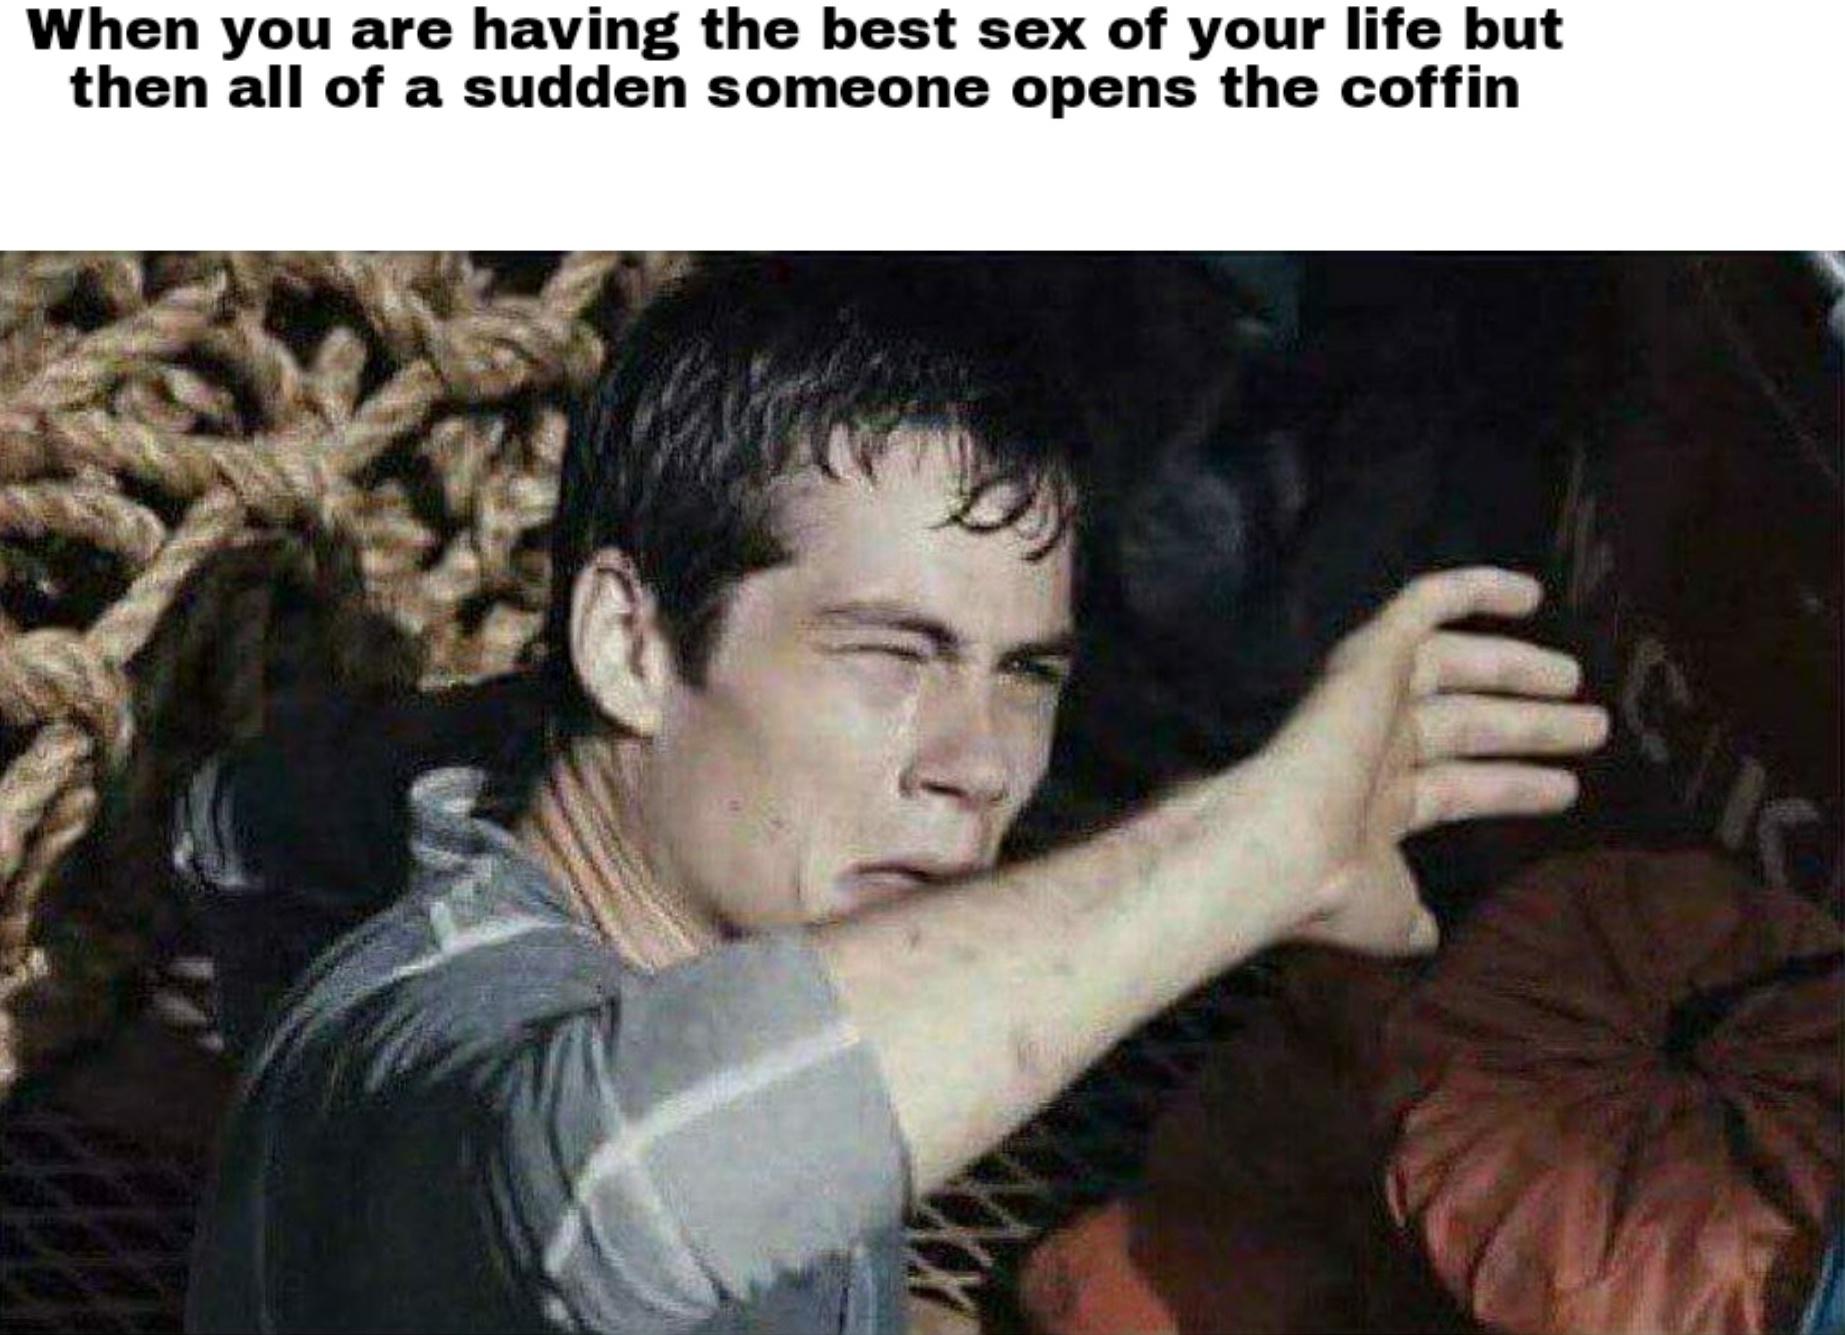 When you are having the best sex of your life but
then all of a sudden someone opens the coffin